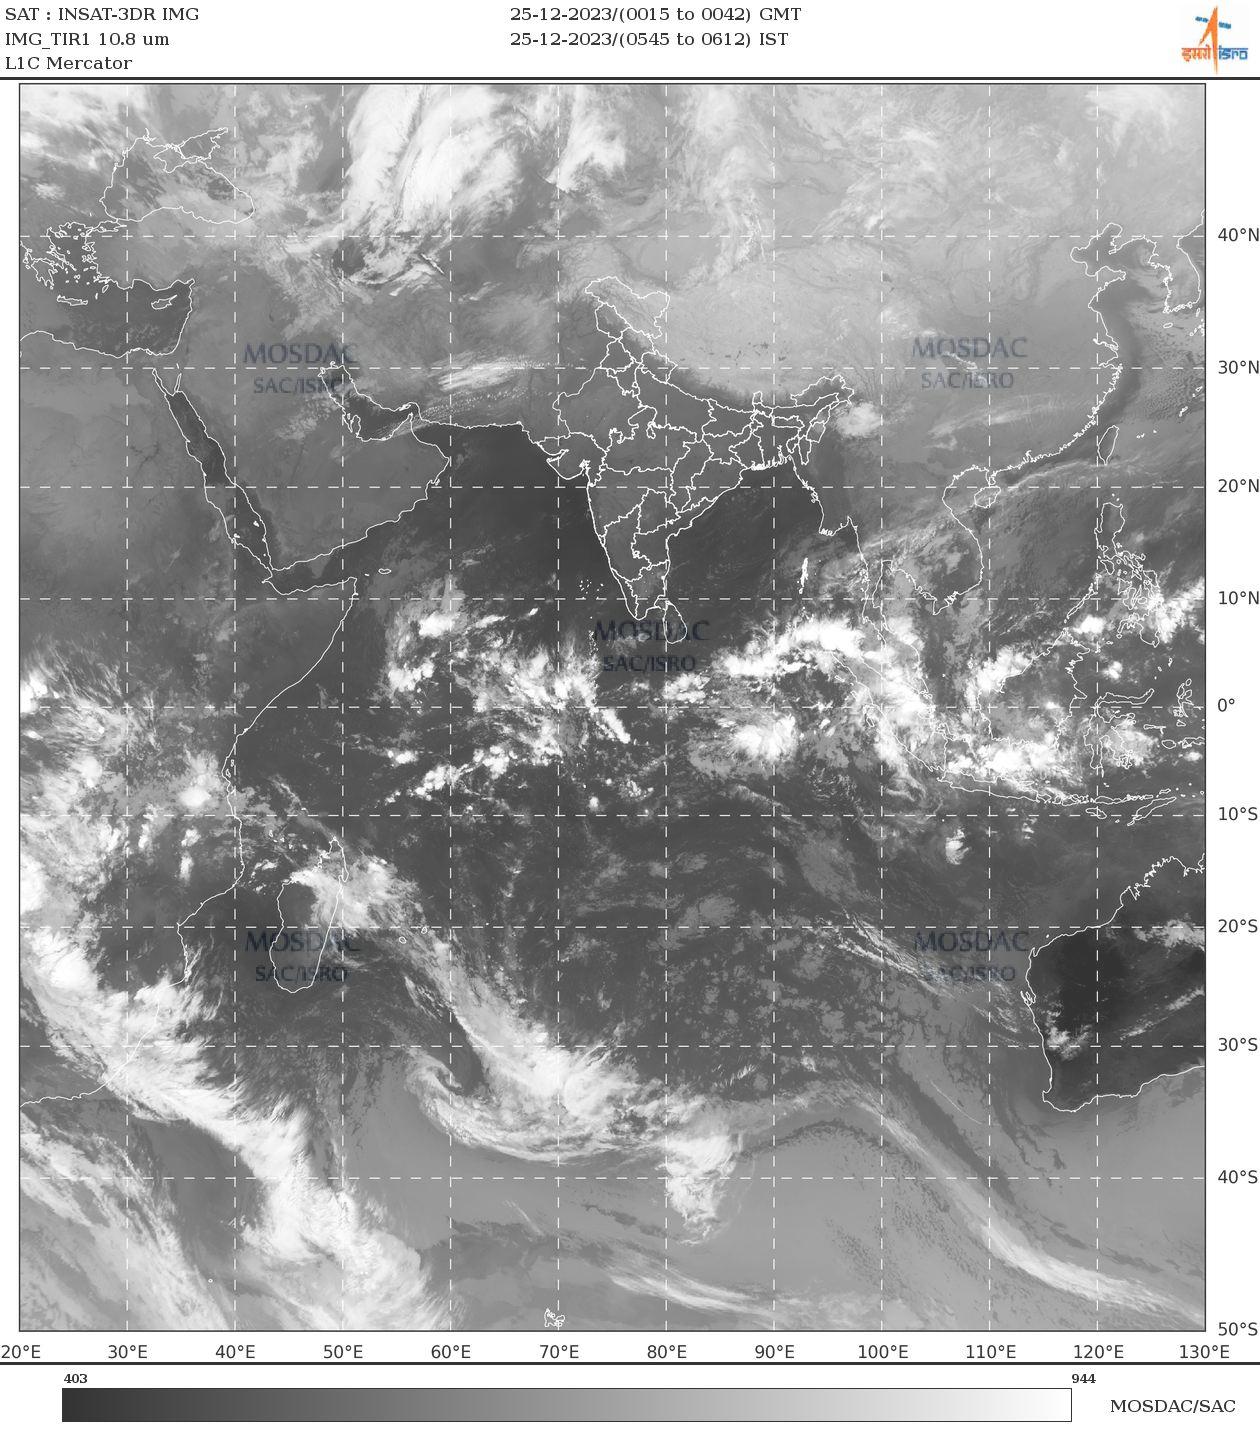 SAT : INSAT-3DR IMG
25-12-2023/(0015 to 0042) GMT
IMG_TIR1 10.8 um
25-12-2023/(0545 to 0612) IST
L1C Mercator
इसरो isro
40°N
MOSDAC
SAC/ISRO
MOSDAC
SAC/ISRO
30°N
20°N
10°N
MOSDAC
SAC/ISRO
0°
10°S
20°S
MOSDAC
SAC/ISRO
MOSDAC
SAC/ISRO
30°S
40°S
50°S
20°E 30°E 40°E 50°E 60°E 70°E 80°E 90°E 100°E 110°E 120°E 130°E
403 944
MOSDAC/SAC